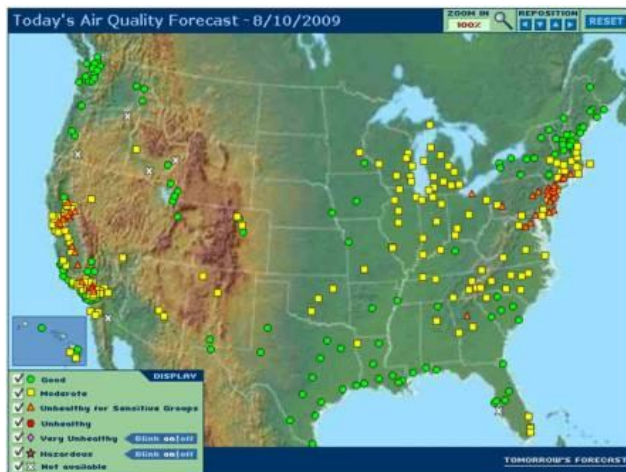 Today's Air Quality Forecast - 8/10/2009
ZOOM IN
100%
REPOSITION
RESET
DISPLAY
Good
Moderate
Unhealthy for Sensitive Groups
Unhealthy
Very Unhealthy
Blink on|off
Hazardous
Blink on|off
Not available
TOMORROW'S FORECAST